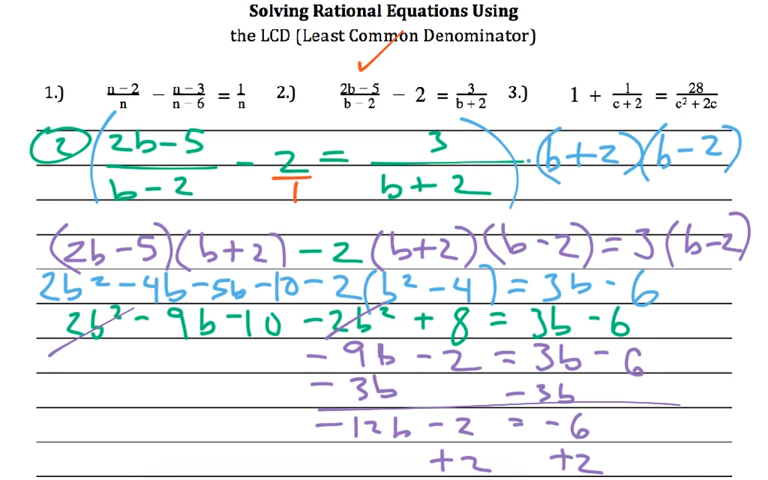 Solving Rational Equations Using
the LCD (Least Common Denominator)
1.) (n−2)/n − (n−3)/(n−6) = 1/n 2.) (2b−5)/(b−2) − 2 = 3/(b+2) 3.) 1 + 1/(c+2) = 28/(c²+2c)
2 ( (2b−5)/(b−2) − 2/1 = 3/(b+2) ) · (b+2)(b−2)
(2b−5)(b+2) − 2(b+2)(b−2) = 3(b−2)
2b² − 4b − 5b − 10 − 2(b² − 4) = 3b − 6
2b² − 9b − 10 − 2b² + 8 = 3b − 6
− 9b − 2 = 3b − 6
− 3b − 3b
− 12b − 2 = − 6
+2 +2